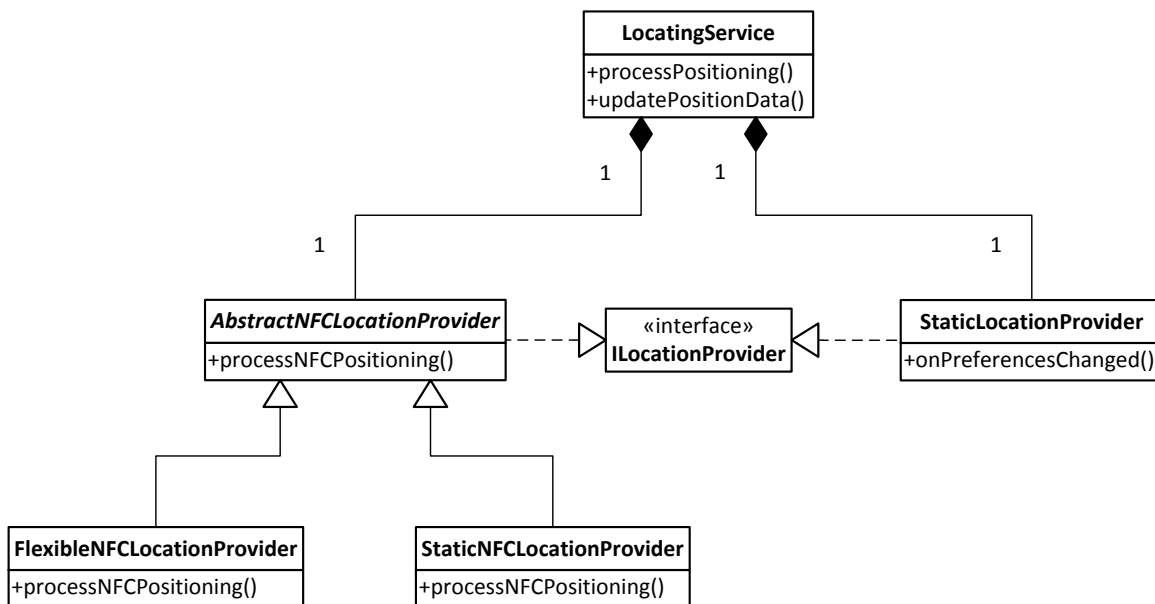 LocatingService
+processPositioning()
+updatePositionData()
1
1
1
1
AbstractNFCLocationProvider
+processNFCPositioning()
«interface»
ILocationProvider
StaticLocationProvider
+onPreferencesChanged()
FlexibleNFCLocationProvider
+processNFCPositioning()
StaticNFCLocationProvider
+processNFCPositioning()